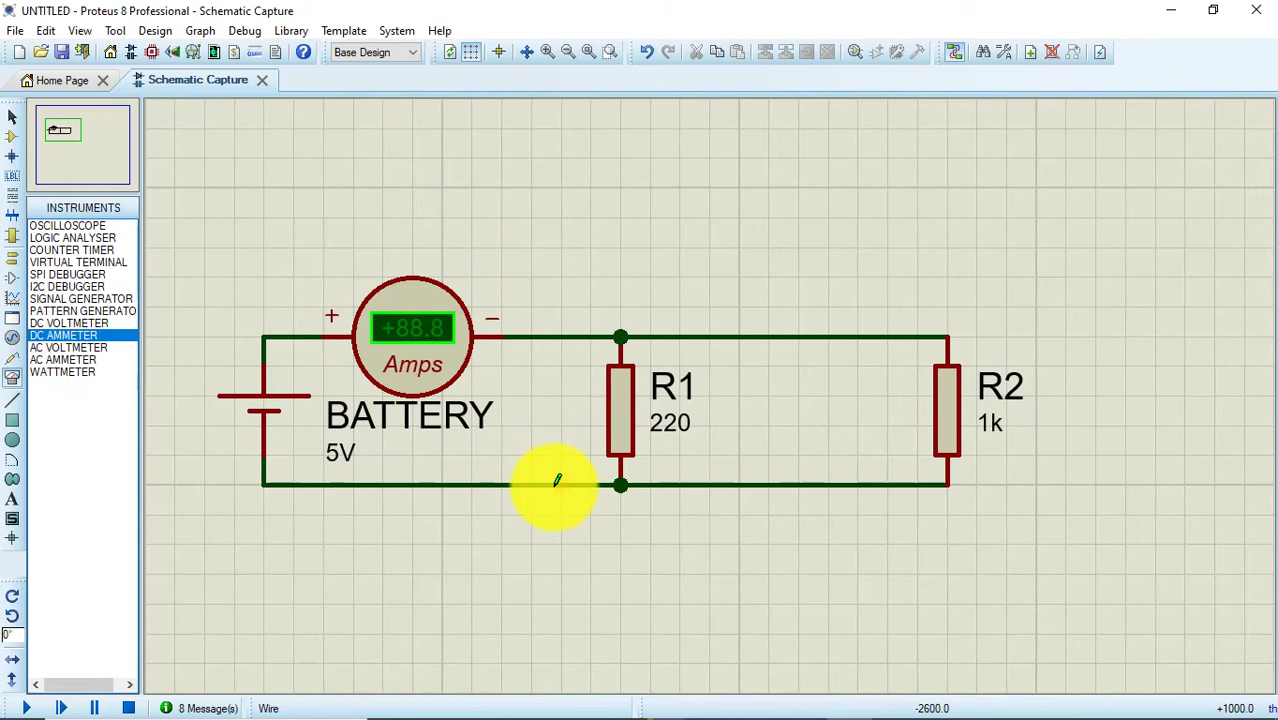 UNTITLED - Proteus 8 Professional - Schematic Capture
File Edit View Tool Design Graph Debug Library Template System Help
Base Design
Home Page Schematic Capture
LBL
INSTRUMENTS
OSCILLOSCOPE
LOGIC ANALYSER
COUNTER TIMER
VIRTUAL TERMINAL
SPI DEBUGGER
I2C DEBUGGER
SIGNAL GENERATOR
PATTERN GENERATO
DC VOLTMETER
DC AMMETER
AC VOLTMETER
AC AMMETER
WATTMETER
A
S
0°
+ −
+88.8
Amps
BATTERY
5V
R1
220
R2
1k
8 Message(s) Wire -2600.0 +1000.0 th